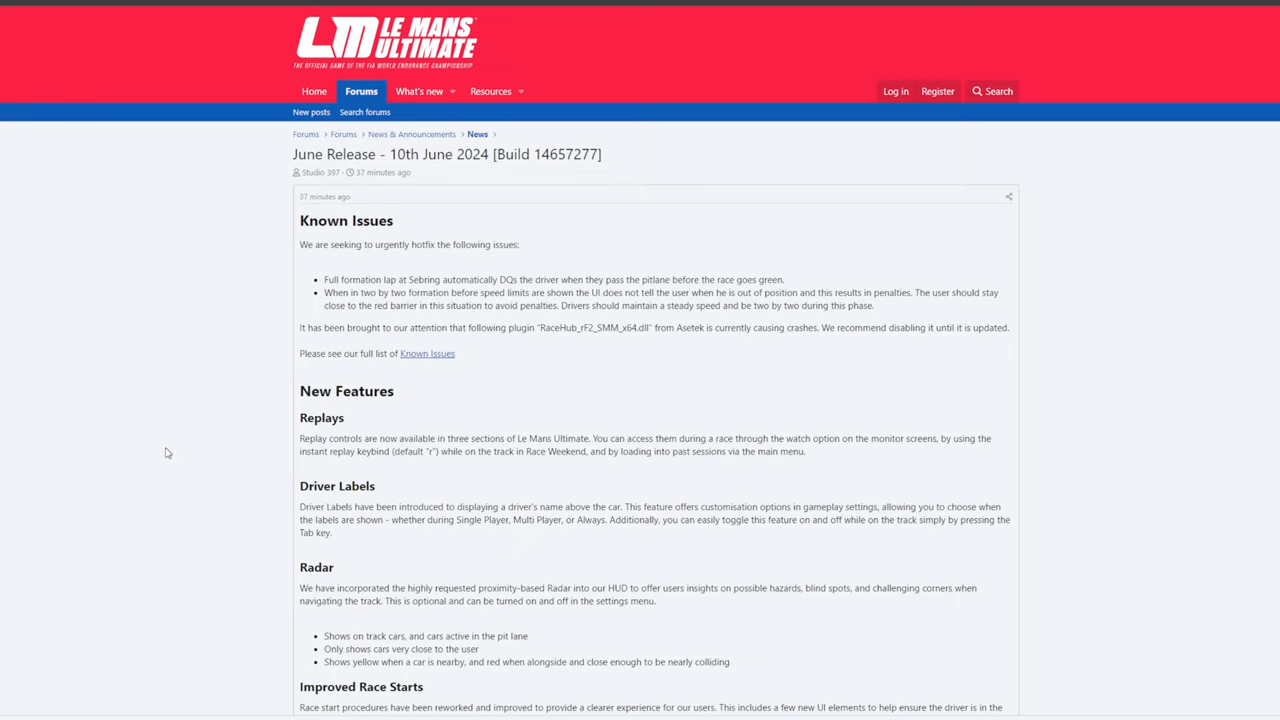 LM LE MANS
ULTIMATE
THE OFFICIAL GAME OF THE FIA WORLD ENDURANCE CHAMPIONSHIP
Home Forums What's new Resources Log in Register Search
New posts Search forums
Forums Forums News & Announcements News
June Release - 10th June 2024 [Build 14657277]
Studio 397 · 37 minutes ago
37 minutes ago
Known Issues
We are seeking to urgently hotfix the following issues:
• Full formation lap at Sebring automatically DQs the driver when they pass the pitlane before the race goes green.
• When in two by two formation before speed limits are shown the UI does not tell the user when he is out of position and this results in penalties. The user should stay
close to the red barrier in this situation to avoid penalties. Drivers should maintain a steady speed and be two by two during this phase.
It has been brought to our attention that following plugin "RaceHub_rF2_SMM_x64.dll" from Asetek is currently causing crashes. We recommend disabling it until it is updated.
Please see our full list of Known Issues
New Features
Replays
Replay controls are now available in three sections of Le Mans Ultimate. You can access them during a race through the watch option on the monitor screens, by using the
instant replay keybind (default "r") while on the track in Race Weekend, and by loading into past sessions via the main menu.
Driver Labels
Driver Labels have been introduced to displaying a driver's name above the car. This feature offers customisation options in gameplay settings, allowing you to choose when
the labels are shown - whether during Single Player, Multi Player, or Always. Additionally, you can easily toggle this feature on and off while on the track simply by pressing the
Tab key.
Radar
We have incorporated the highly requested proximity-based Radar into our HUD to offer users insights on possible hazards, blind spots, and challenging corners when
navigating the track. This is optional and can be turned on and off in the settings menu.
• Shows on track cars, and cars active in the pit lane
• Only shows cars very close to the user
• Shows yellow when a car is nearby, and red when alongside and close enough to be nearly colliding
Improved Race Starts
Race start procedures have been reworked and improved to provide a clearer experience for our users. This includes a few new UI elements to help ensure the driver is in the